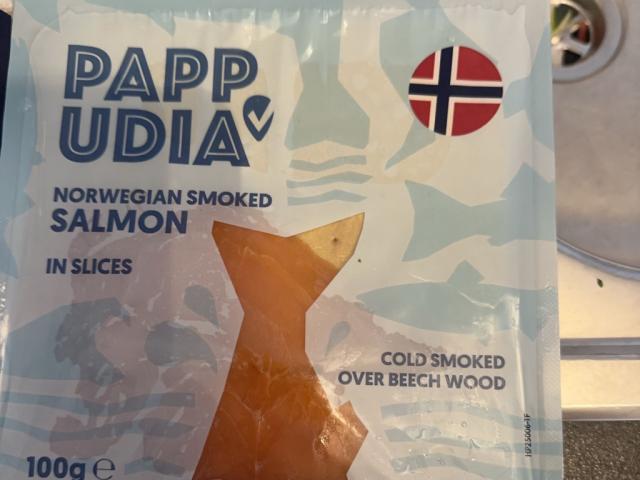 PAPP
UDIA
NORWEGIAN SMOKED
SALMON
IN SLICES
COLD SMOKED
OVER BEECH WOOD
100g ℮